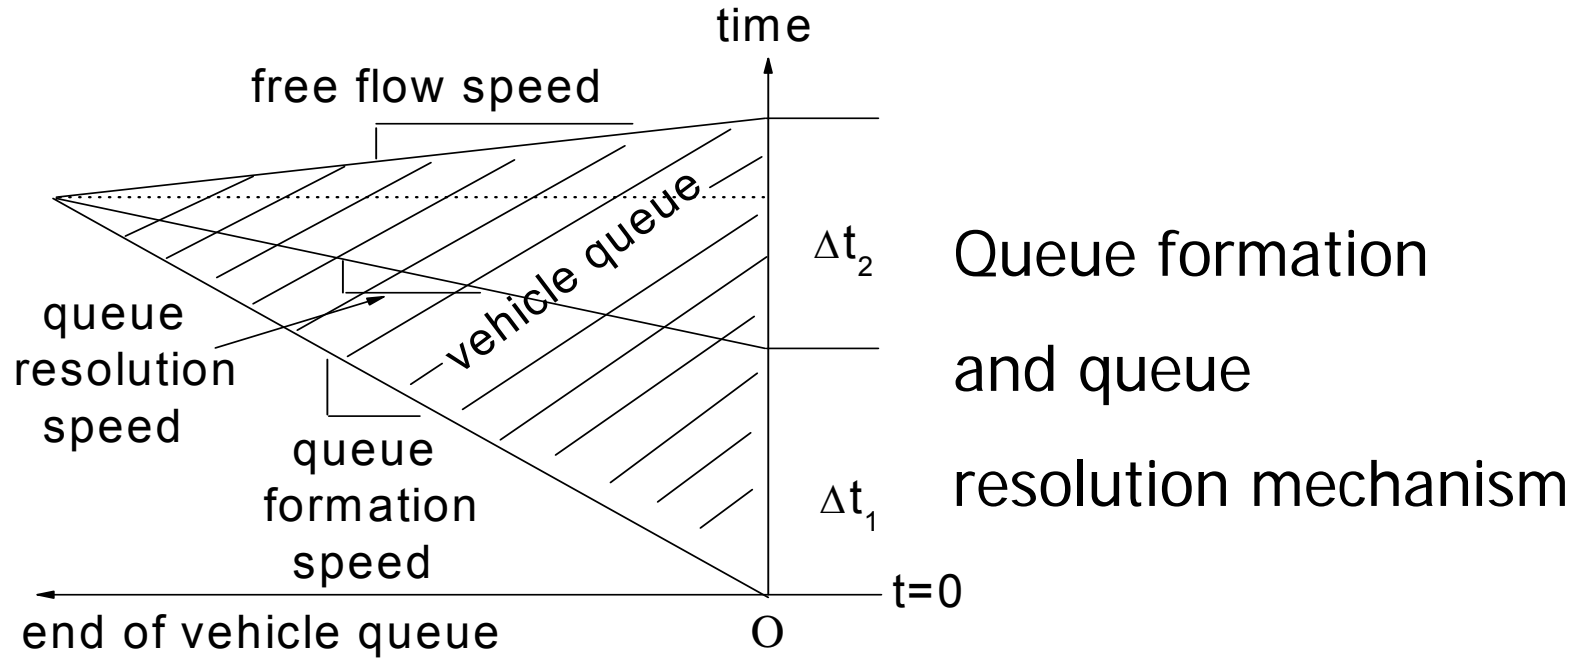 time
free flow speed
vehicle queue
Δt₂
Queue formation
and queue
resolution mechanism
queue
resolution
speed
queue
formation
speed
Δt₁
t=0
end of vehicle queue
O